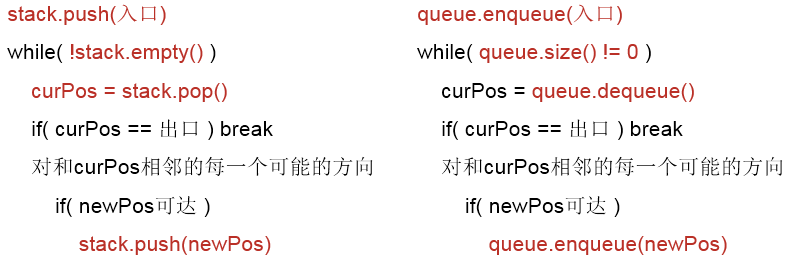 stack.push(入口)
while( !stack.empty() )
curPos = stack.pop()
if( curPos == 出口 ) break
对和curPos相邻的每一个可能的方向
if( newPos可达 )
stack.push(newPos)
queue.enqueue(入口)
while( queue.size() != 0 )
curPos = queue.dequeue()
if( curPos == 出口 ) break
对和curPos相邻的每一个可能的方向
if( newPos可达 )
queue.enqueue(newPos)